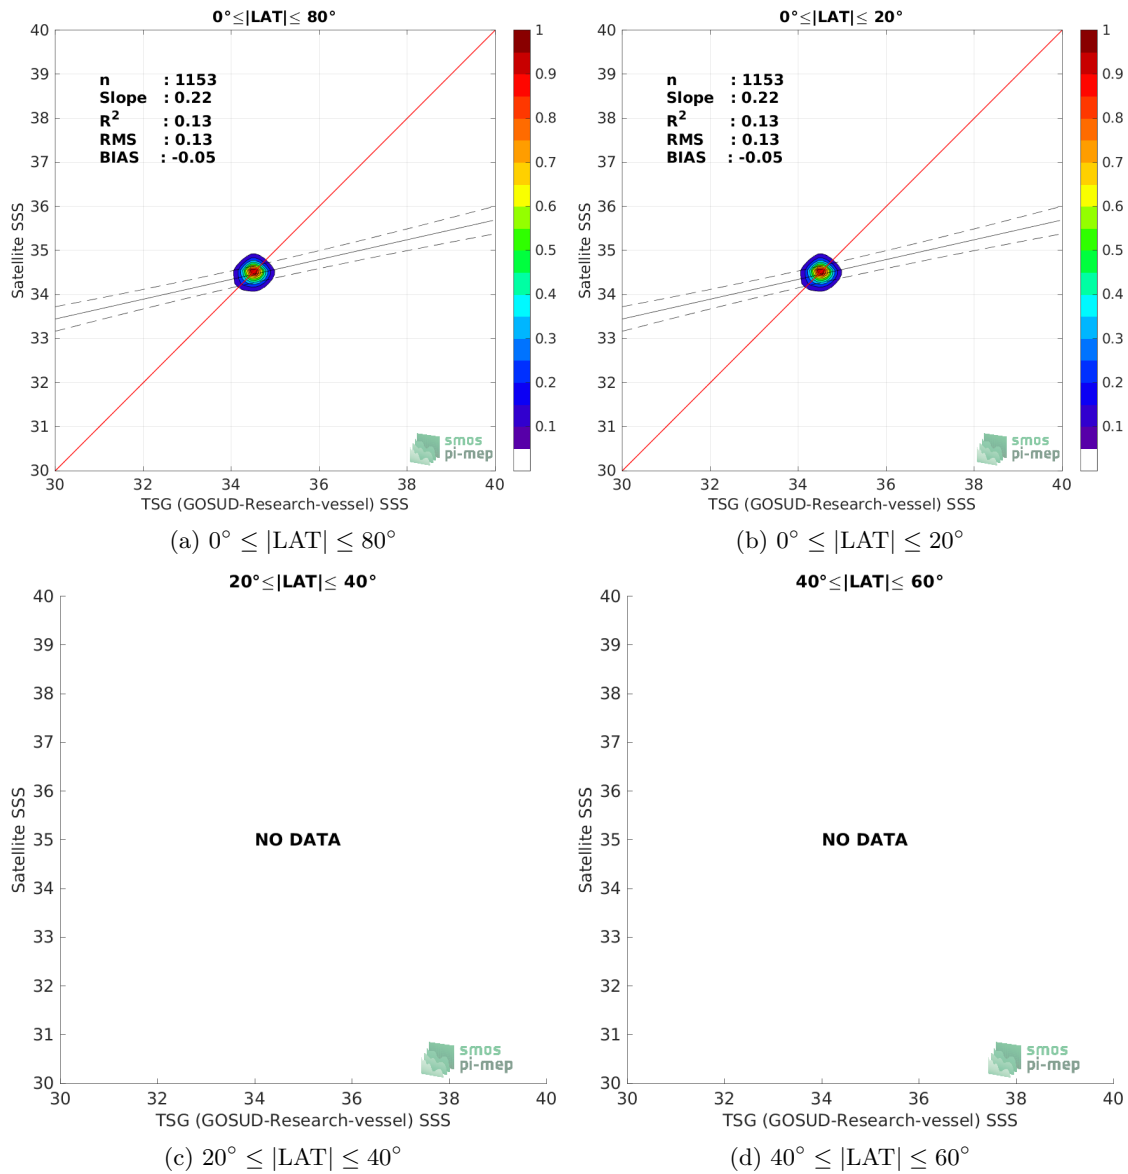 0°≤|LAT|≤ 80°
40
39
38
37
36
35
34
33
32
31
30
Satellite SSS
n : 1153
Slope : 0.22
R² : 0.13
RMS : 0.13
BIAS : -0.05
smos
pi-mep
30 32 34 36 38 40
TSG (GOSUD-Research-vessel) SSS
1
0.9
0.8
0.7
0.6
0.5
0.4
0.3
0.2
0.1
(a) 0° ≤ |LAT| ≤ 80°
0°≤|LAT|≤ 20°
40
39
38
37
36
35
34
33
32
31
30
Satellite SSS
n : 1153
Slope : 0.22
R² : 0.13
RMS : 0.13
BIAS : -0.05
smos
pi-mep
30 32 34 36 38 40
TSG (GOSUD-Research-vessel) SSS
1
0.9
0.8
0.7
0.6
0.5
0.4
0.3
0.2
0.1
(b) 0° ≤ |LAT| ≤ 20°
20°≤|LAT|≤ 40°
40
39
38
37
36
35
34
33
32
31
30
Satellite SSS
NO DATA
smos
pi-mep
30 32 34 36 38 40
TSG (GOSUD-Research-vessel) SSS
(c) 20° ≤ |LAT| ≤ 40°
40°≤|LAT|≤ 60°
40
39
38
37
36
35
34
33
32
31
30
Satellite SSS
NO DATA
smos
pi-mep
30 32 34 36 38 40
TSG (GOSUD-Research-vessel) SSS
(d) 40° ≤ |LAT| ≤ 60°